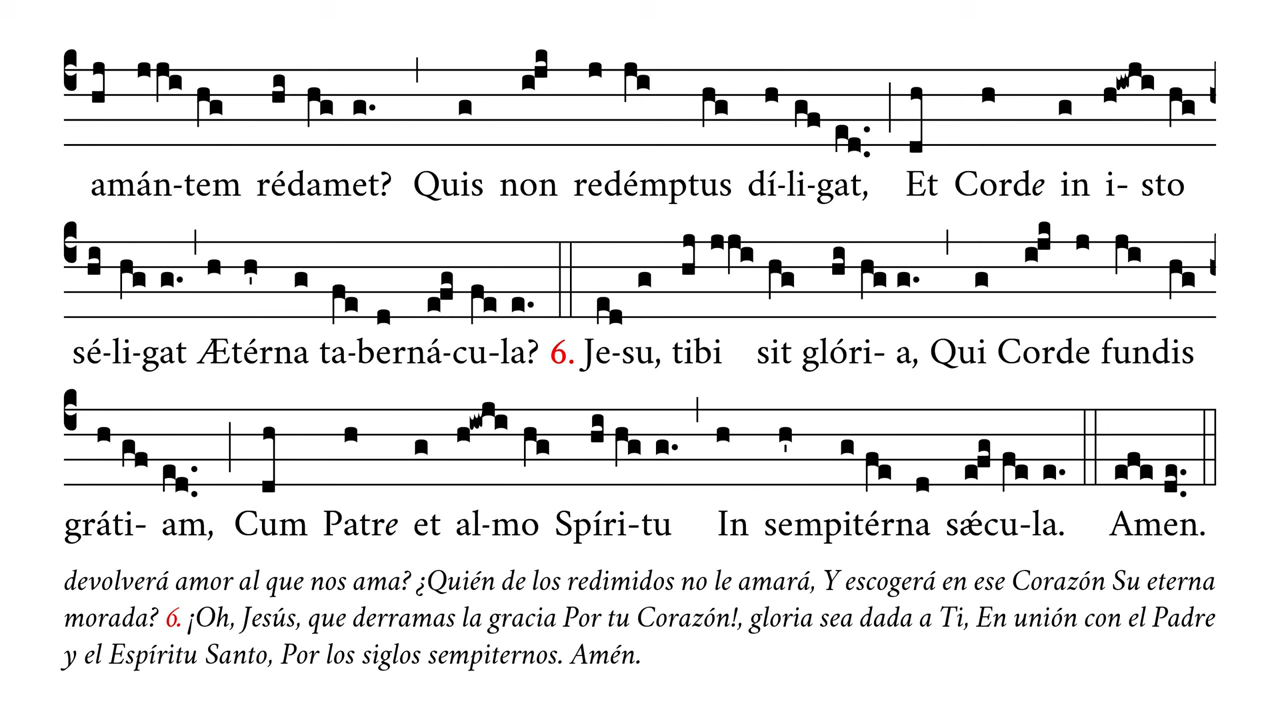 amán-tem rédamet? Quis non redémptus dí-li-gat, Et Corde in i- sto
sé-li-gat Ætérna ta-berná-cu-la? 6. Je-su, tibi sit glóri- a, Qui Corde fundis
gráti- am, Cum Patre et al-mo Spíri-tu In sempitérna sǽcu-la. Amen.
devolverá amor al que nos ama? ¿Quién de los redimidos no le amará, Y escogerá en ese Corazón Su eterna
morada? 6. ¡Oh, Jesús, que derramas la gracia Por tu Corazón!, gloria sea dada a Ti, En unión con el Padre
y el Espíritu Santo, Por los siglos sempiternos. Amén.